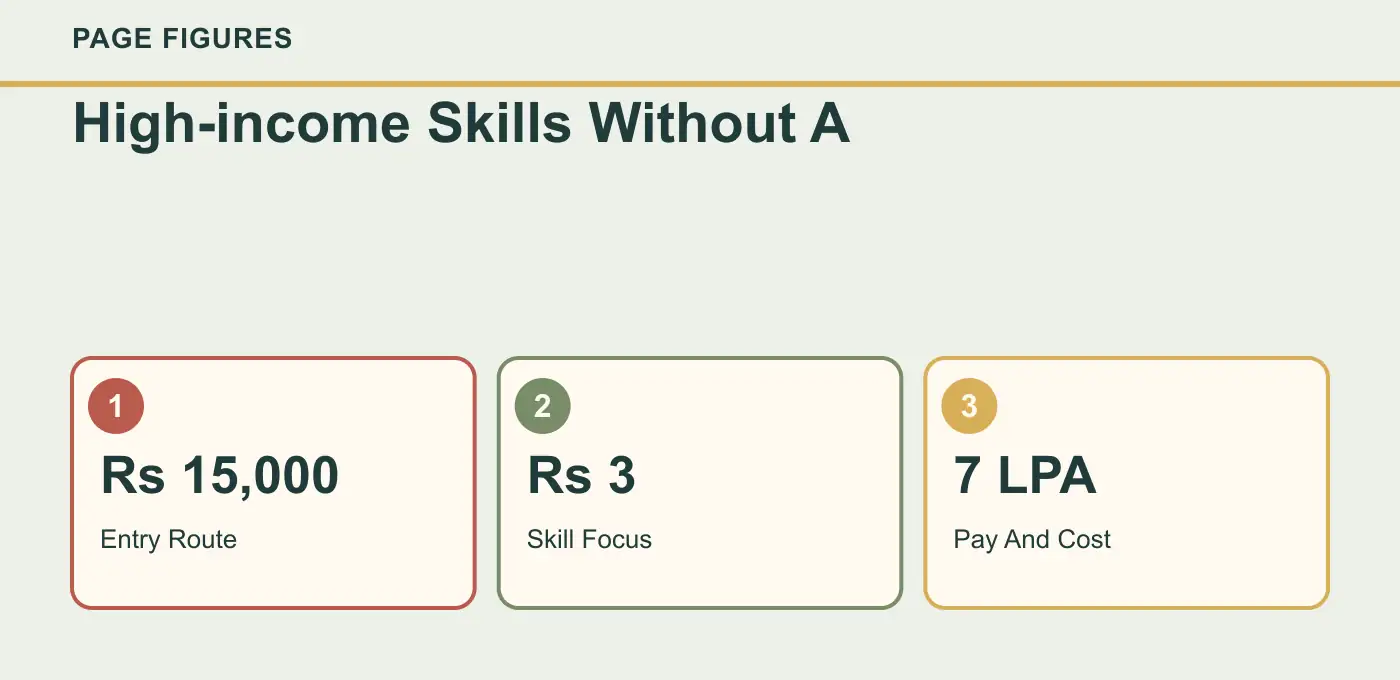 PAGE FIGURES
High-income Skills Without A
1
Rs 15,000
Entry Route
2
Rs 3
Skill Focus
3
7 LPA
Pay And Cost